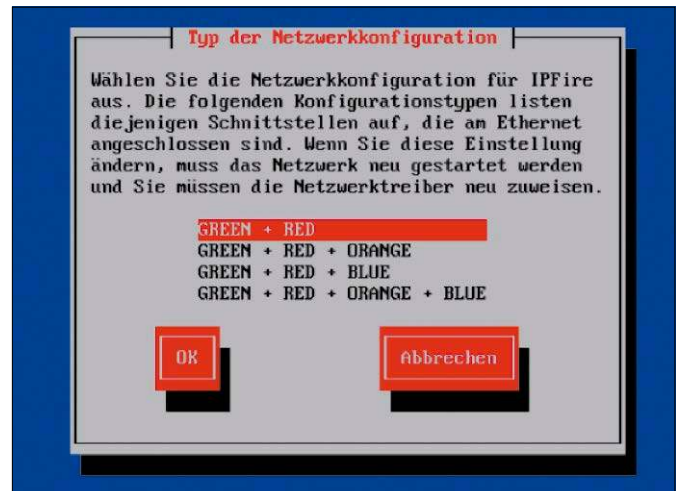 Typ der Netzwerkkonfiguration
Wählen Sie die Netzwerkkonfiguration für IPFire
aus. Die folgenden Konfigurationstypen listen
diejenigen Schnittstellen auf, die am Ethernet
angeschlossen sind. Wenn Sie diese Einstellung
ändern, muss das Netzwerk neu gestartet werden
und Sie müssen die Netzwerktreiber neu zuweisen.
GREEN + RED
GREEN + RED + ORANGE
GREEN + RED + BLUE
GREEN + RED + ORANGE + BLUE
OK
Abbrechen